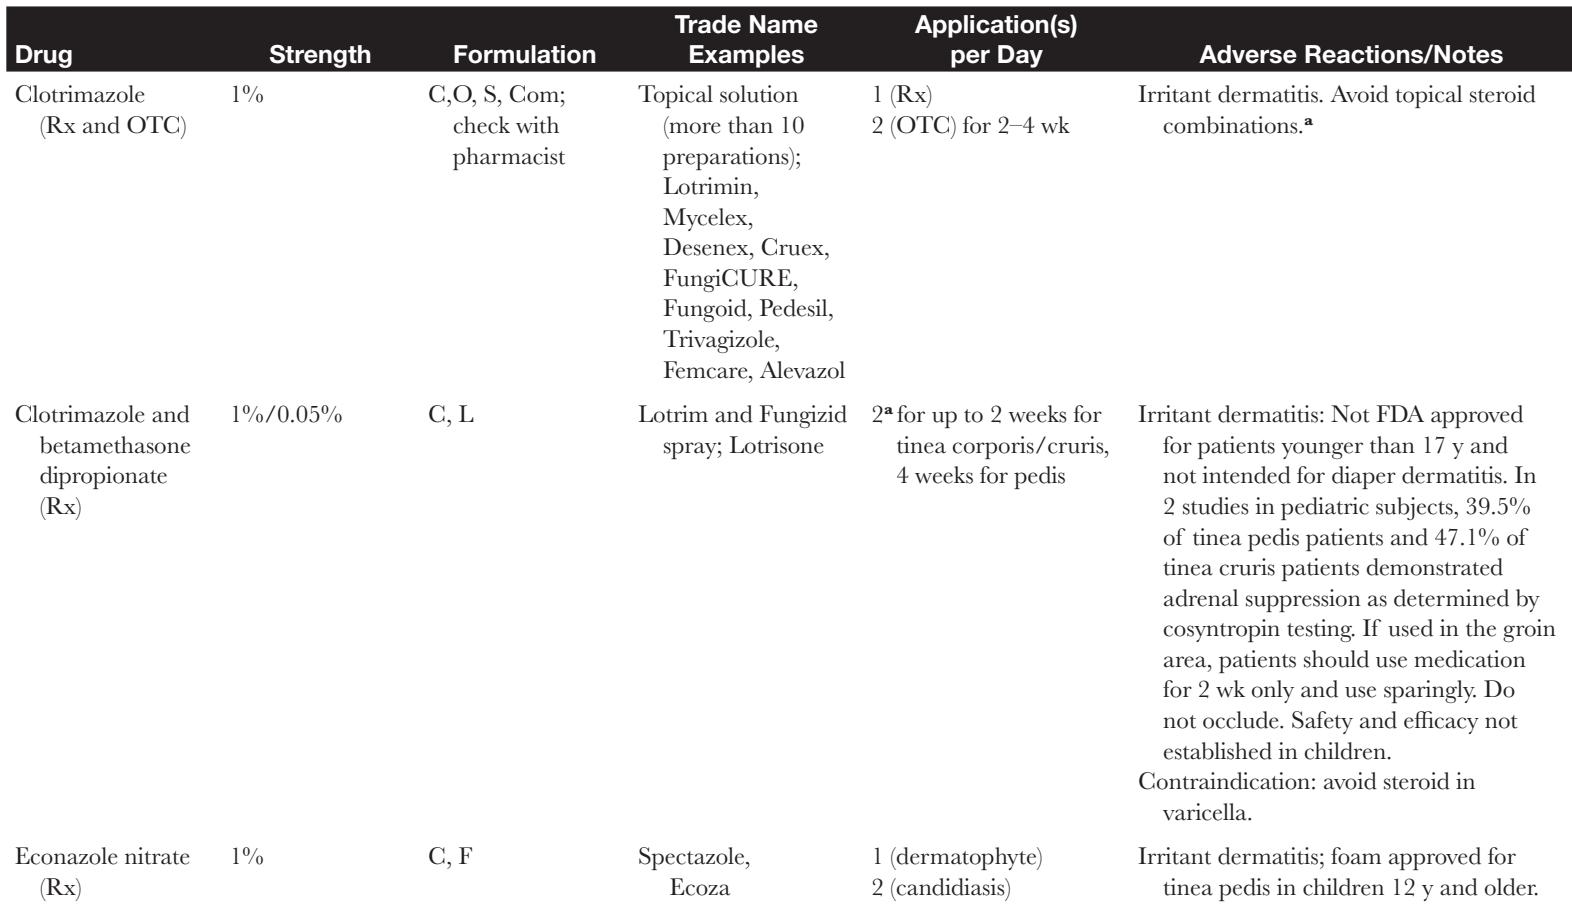 Drug Strength Formulation Trade Name Examples Application(s) per Day Adverse Reactions/Notes
Clotrimazole
(Rx and OTC)
1%
C,O, S, Com;
check with
pharmacist
Topical solution
(more than 10
preparations);
Lotrimin,
Mycelex,
Desenex, Cruex,
FungiCURE,
Fungoid, Pedesil,
Trivagizole,
Femcare, Alevazol
1 (Rx)
2 (OTC) for 2–4 wk
Irritant dermatitis. Avoid topical steroid
combinations.a
Clotrimazole and
betamethasone
dipropionate
(Rx)
1%/0.05%
C, L
Lotrim and Fungizid
spray; Lotrisone
2a for up to 2 weeks for
tinea corporis/cruris,
4 weeks for pedis
Irritant dermatitis: Not FDA approved
for patients younger than 17 y and
not intended for diaper dermatitis. In
2 studies in pediatric subjects, 39.5%
of tinea pedis patients and 47.1% of
tinea cruris patients demonstrated
adrenal suppression as determined by
cosyntropin testing. If used in the groin
area, patients should use medication
for 2 wk only and use sparingly. Do
not occlude. Safety and efficacy not
established in children.
Contraindication: avoid steroid in
varicella.
Econazole nitrate
(Rx)
1%
C, F
Spectazole,
Ecoza
1 (dermatophyte)
2 (candidiasis)
Irritant dermatitis; foam approved for
tinea pedis in children 12 y and older.